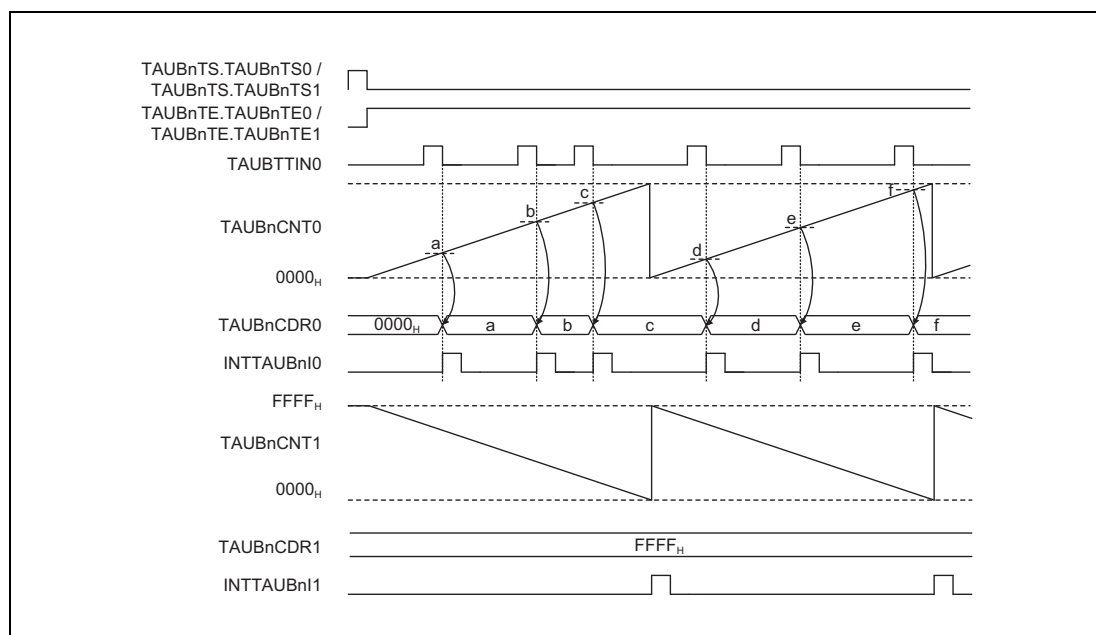 TAUBnTS.TAUBnTS0 /
TAUBnTS.TAUBnTS1
TAUBnTE.TAUBnTE0 /
TAUBnTE.TAUBnTE1
TAUBTTIN0
TAUBnCNT0
a
b
c
d
e
f
0000H
TAUBnCDR0
0000H a b c d e f
INTTAUBnI0
FFFFH
TAUBnCNT1
0000H
TAUBnCDR1
FFFFH
INTTAUBnI1